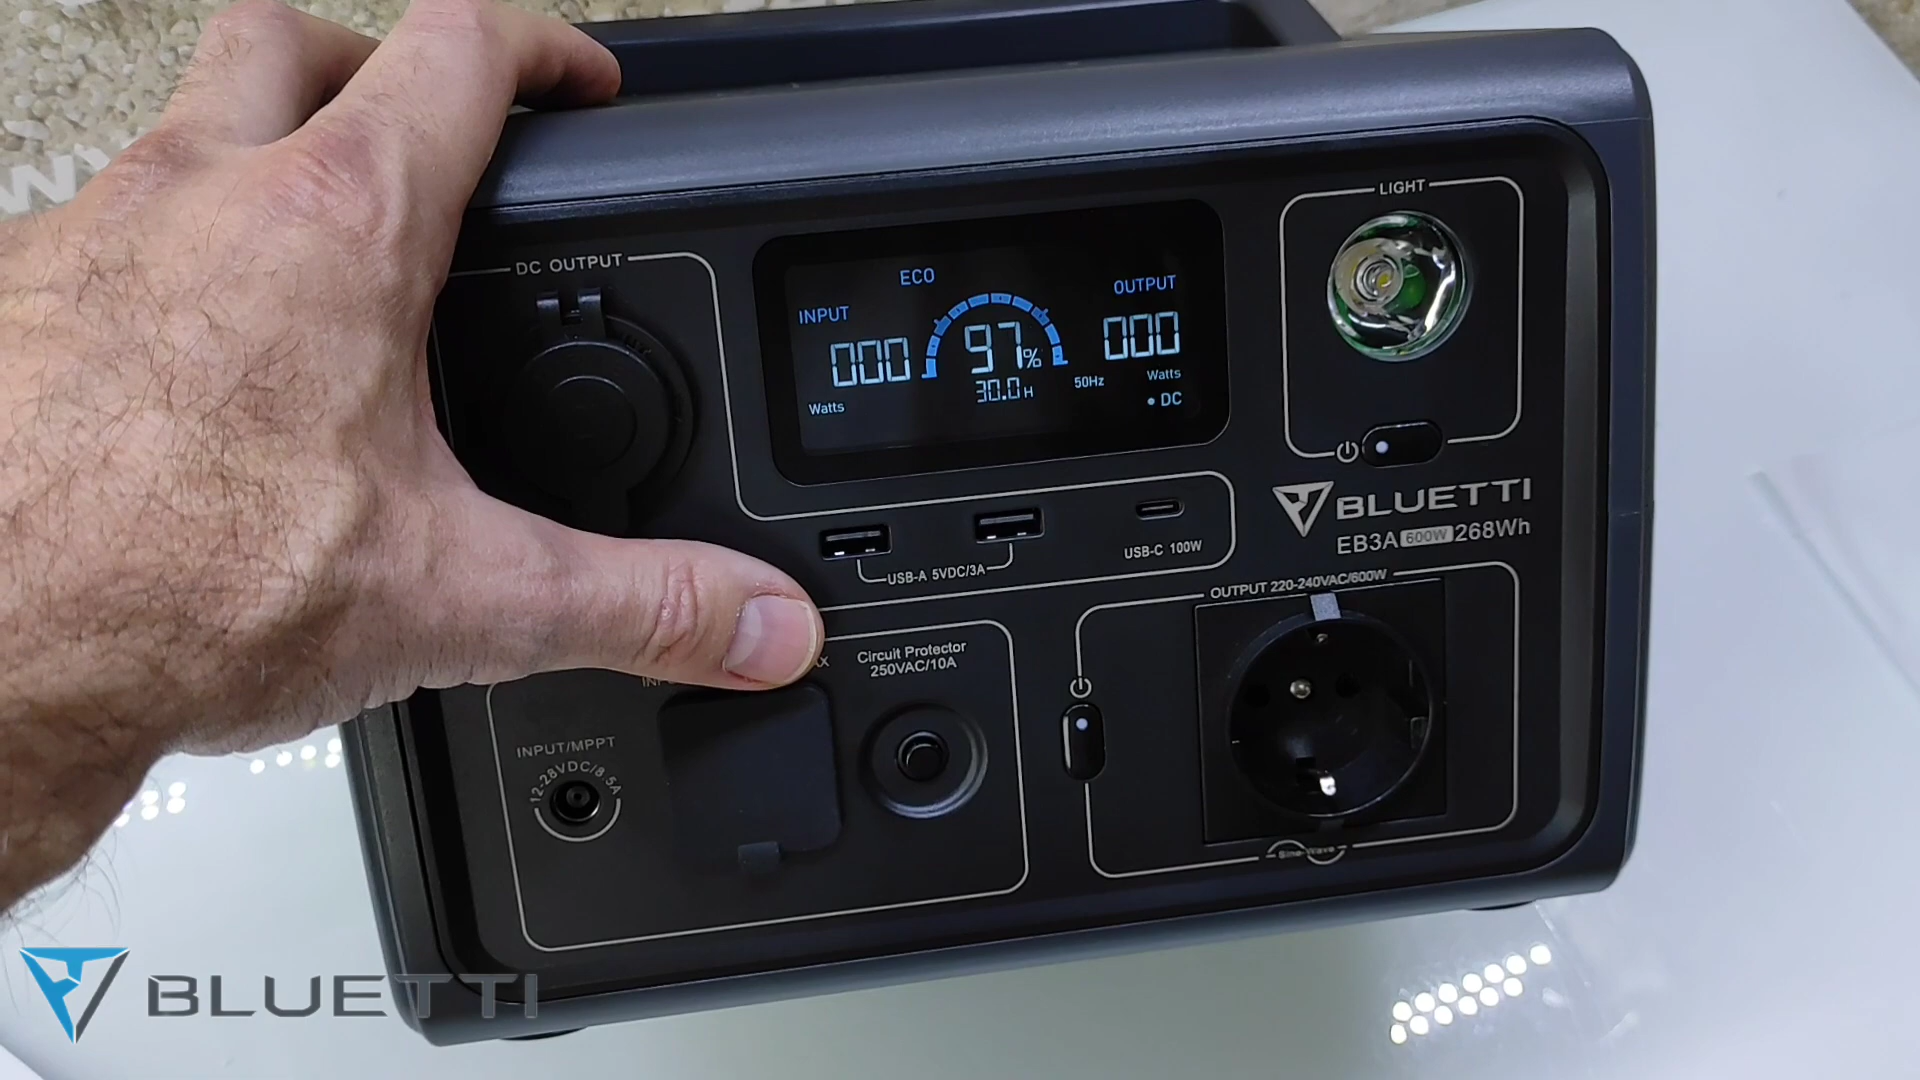 LIGHT
DC OUTPUT
ECO
INPUT
OUTPUT
000
97%
000
30.0H
50Hz
Watts
Watts
• DC
BLUETTI
EB3A 600W 268Wh
USB-A 5VDC/3A
USB-C 100W
OUTPUT 220-240VAC/600W
Circuit Protector
250VAC/10A
INPUT/MPPT
12-28VDC/8.5A
Sine-Wave
BLUETTI